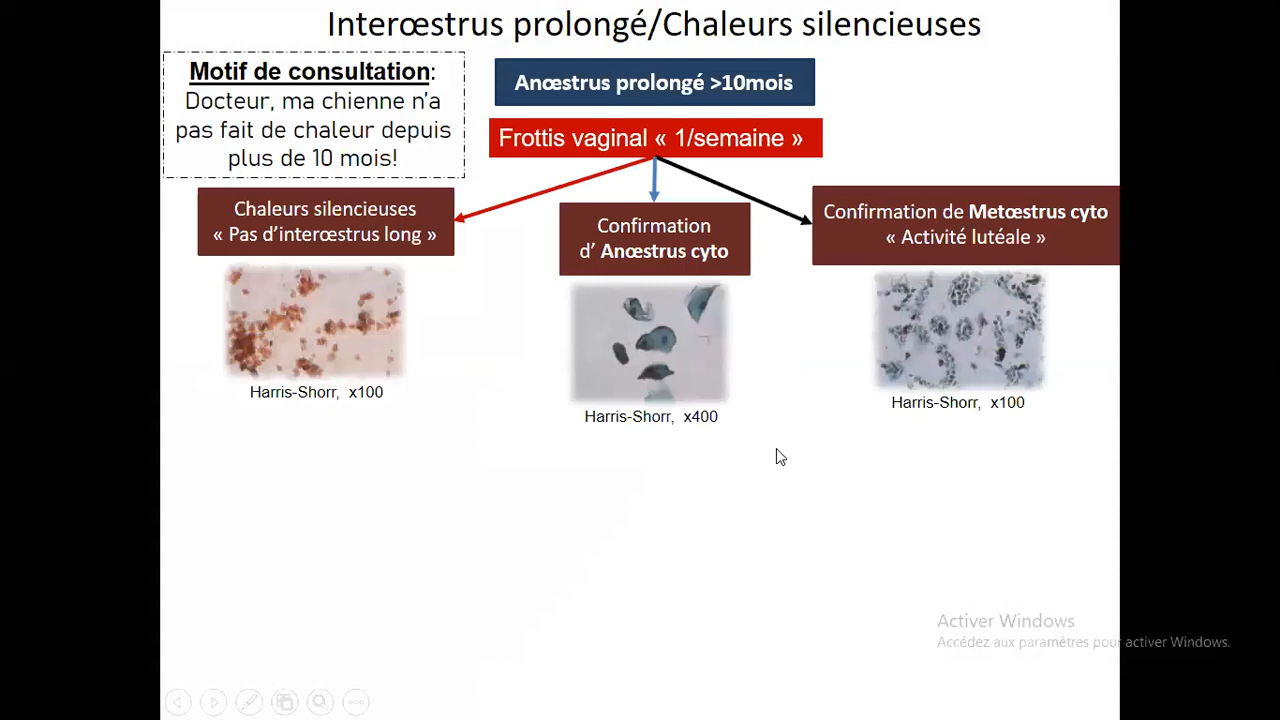 Interœstrus prolongé/Chaleurs silencieuses
Motif de consultation:
Docteur, ma chienne n'a
pas fait de chaleur depuis
plus de 10 mois!
Anœstrus prolongé >10mois
Frottis vaginal « 1/semaine »
Chaleurs silencieuses
« Pas d'interœstrus long »
Confirmation
d' Anœstrus cyto
Confirmation de Metœstrus cyto
« Activité lutéale »
Harris-Shorr, x100
Harris-Shorr, x400
Harris-Shorr, x100
Activer Windows
Accédez aux paramètres pour activer Windows.